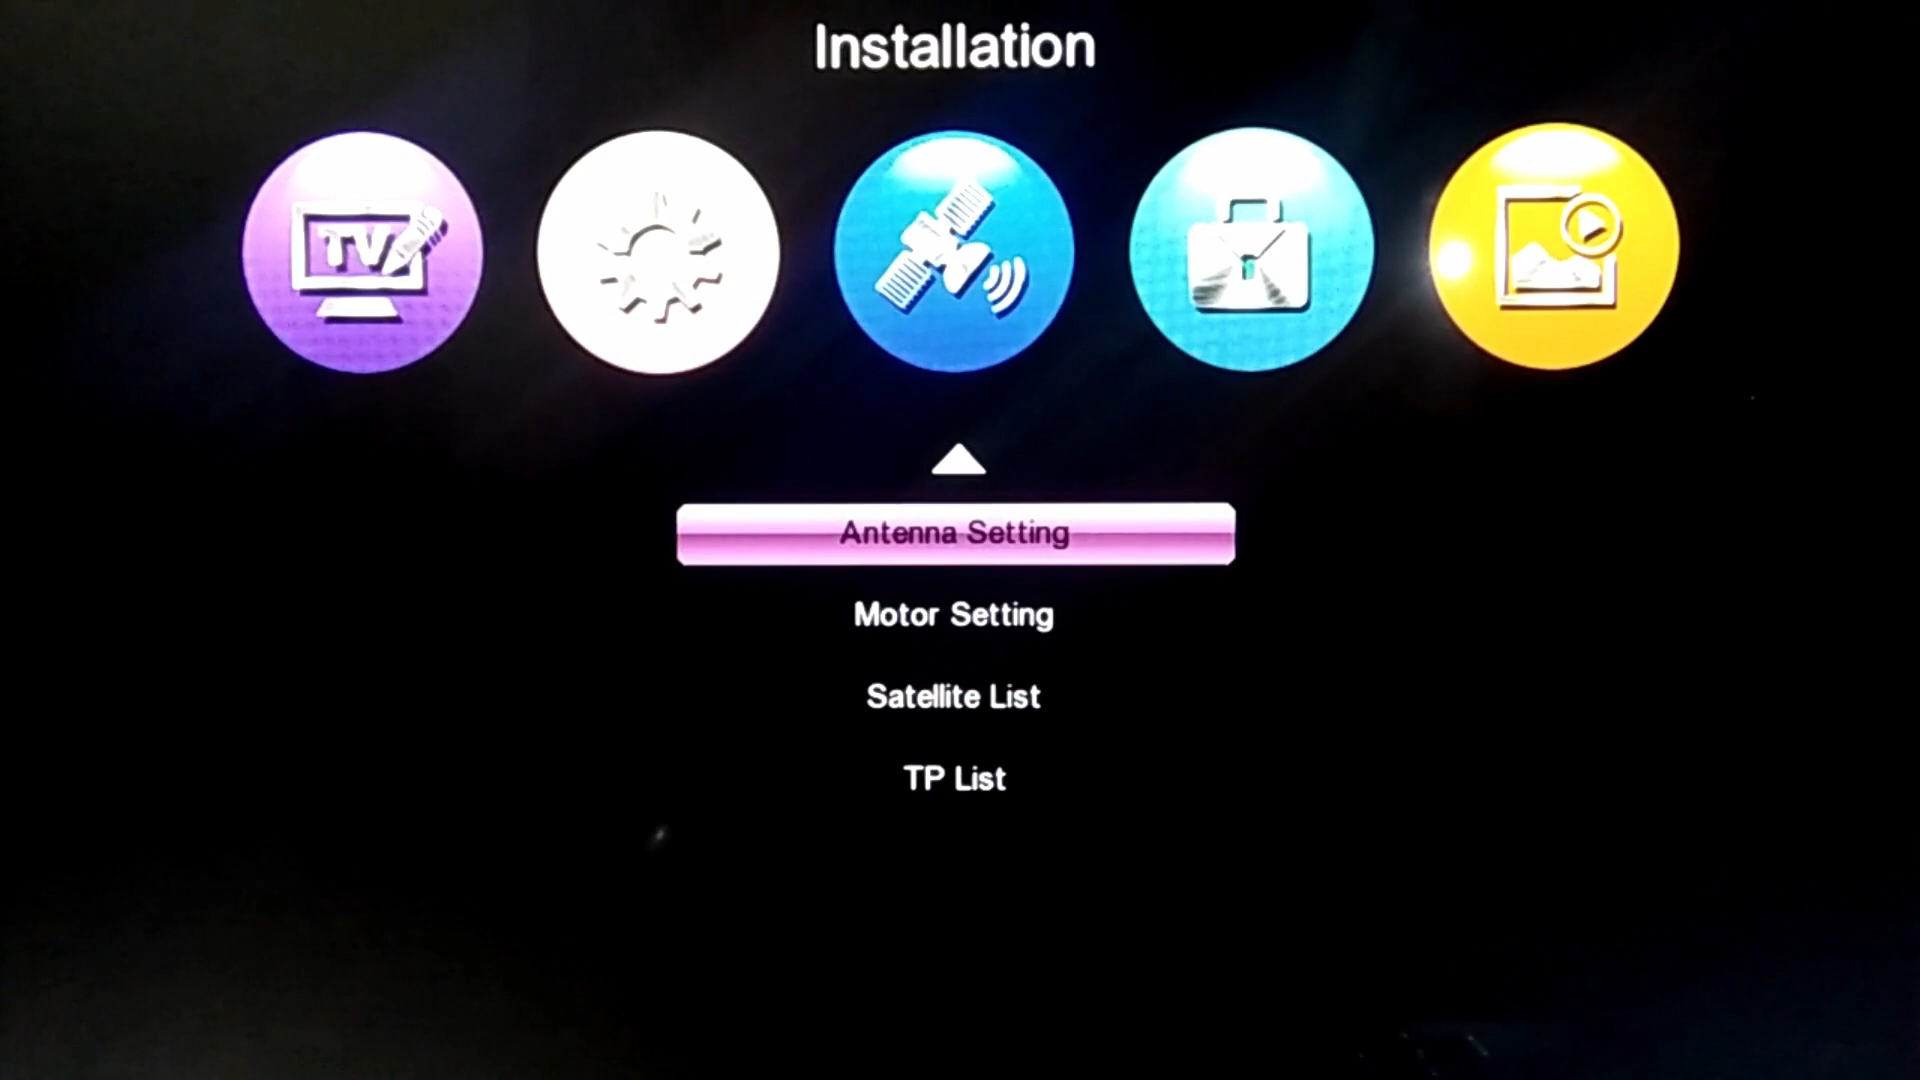 Installation
TV
Antenna Setting
Motor Setting
Satellite List
TP List